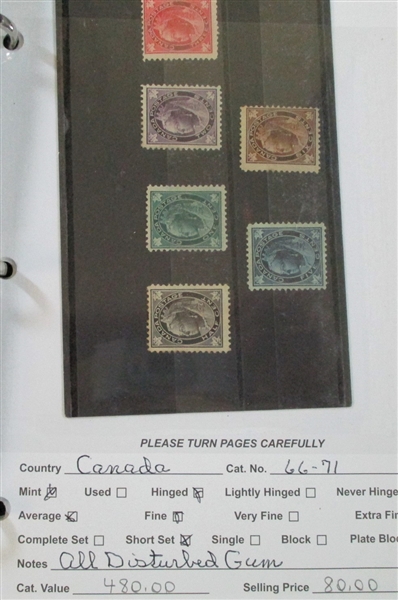 PLEASE TURN PAGES CAREFULLY
Country Canada Cat. No. 66-71
Mint Used Hinged Lightly Hinged Never Hinge
Average Fine Very Fine Extra Fin
Complete Set Short Set Single Block Plate Bloc
Notes All Disturbed Gum
Cat. Value 480.00 Selling Price 80.00